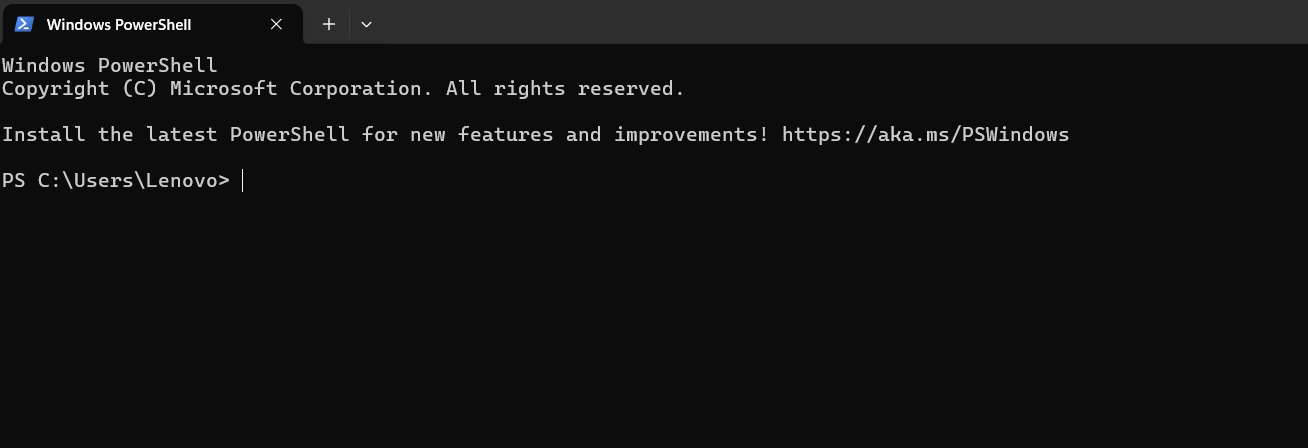 Windows PowerShell
Windows PowerShell
Copyright (C) Microsoft Corporation. All rights reserved.
Install the latest PowerShell for new features and improvements! https://aka.ms/PSWindows
PS C:\Users\Lenovo>